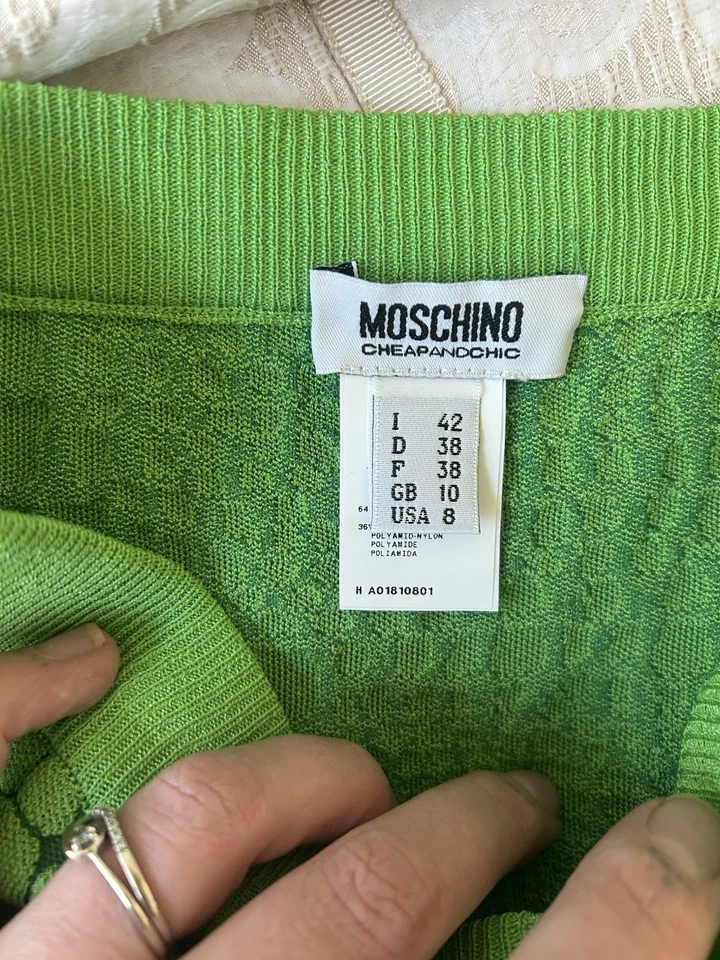 MOSCHINO
CHEAPANDCHIC
I 42
D 38
F 38
GB 10
USA 8
64
36
POLYAMID-NYLON
POLYAMIDE
POLIAMIDA
H A01810801